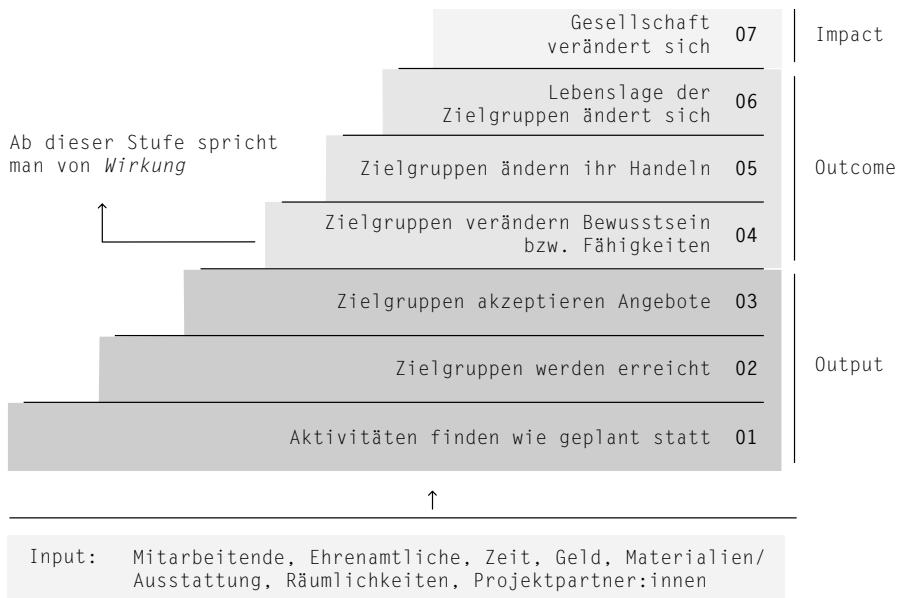 Gesellschaft
verändert sich
07
Impact
Lebenslage der
Zielgruppen ändert sich
06
Ab dieser Stufe spricht
man von Wirkung
Zielgruppen ändern ihr Handeln
05
Outcome
Zielgruppen verändern Bewusstsein
bzw. Fähigkeiten
04
Zielgruppen akzeptieren Angebote
03
Zielgruppen werden erreicht
02
Output
Aktivitäten finden wie geplant statt
01
Input: Mitarbeitende, Ehrenamtliche, Zeit, Geld, Materialien/
Ausstattung, Räumlichkeiten, Projektpartner:innen